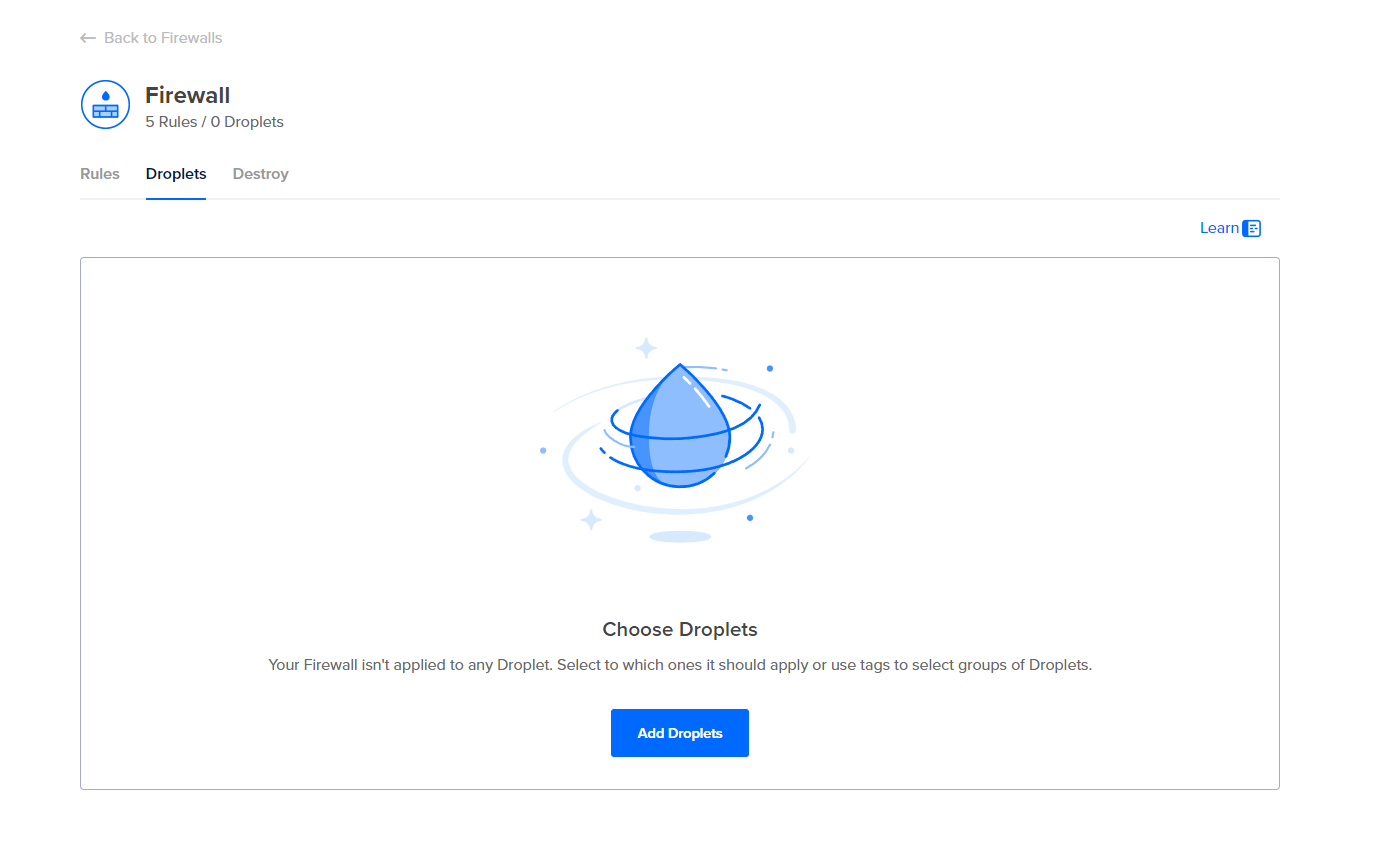 Back to Firewalls
Firewall
5 Rules / 0 Droplets
Rules Droplets Destroy
Learn
Choose Droplets
Your Firewall isn't applied to any Droplet. Select to which ones it should apply or use tags to select groups of Droplets.
Add Droplets